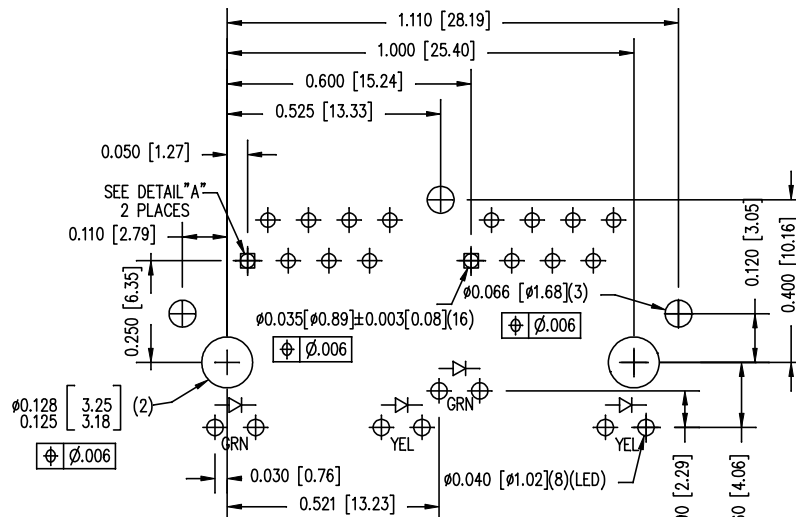 1.110 [28.19]
1.000 [25.40]
0.600 [15.24]
0.525 [13.33]
0.050 [1.27]
SEE DETAIL"A"
2 PLACES
0.110 [2.79]
0.250 [6.35]
0.120 [3.05]
0.400 [10.16]
ø0.066 [ø1.68](3)
ø0.035[ø0.89]±0.003[0.08](16)
Ø.006
Ø.006
ø0.128 [3.25] (2)
0.125 [3.18]
Ø.006
GRN
YEL
GRN
YEL
0.030 [0.76]
0.521 [13.23]
ø0.040 [ø1.02](8)(LED)
[2.29]
[4.06]